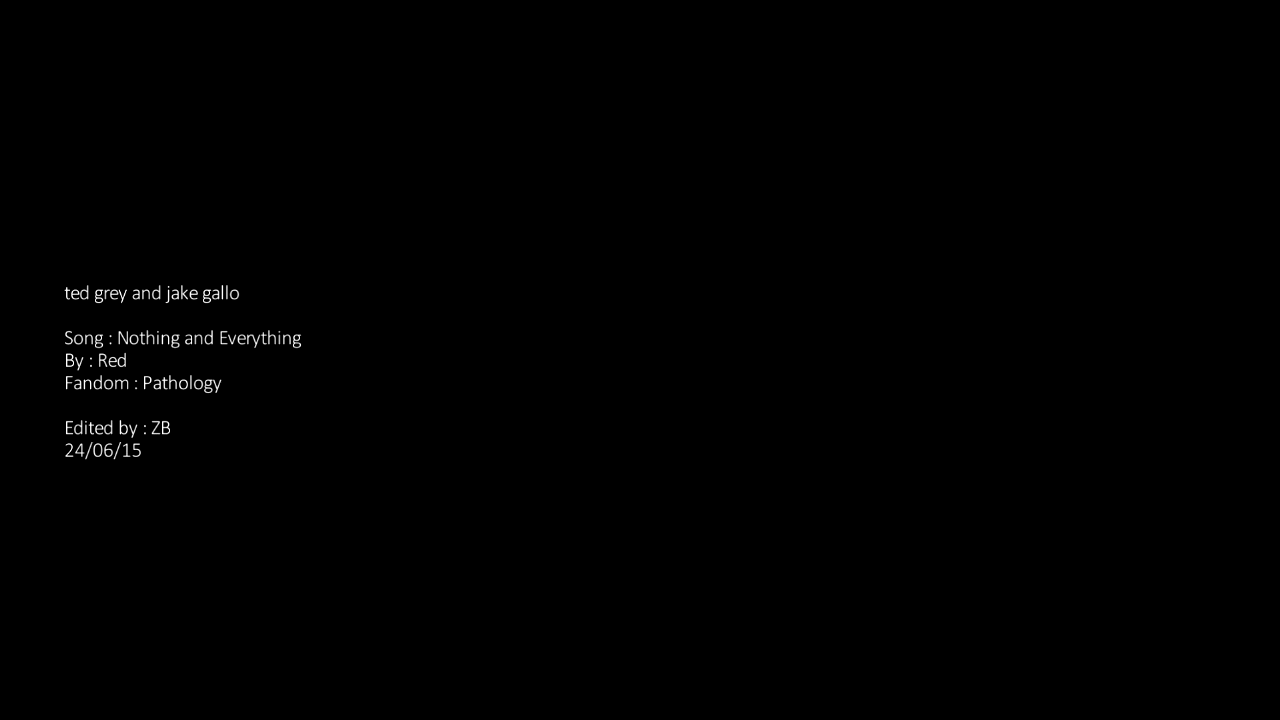 ted grey and jake gallo
Song : Nothing and Everything
By : Red
Fandom : Pathology
Edited by : ZB
24/06/15